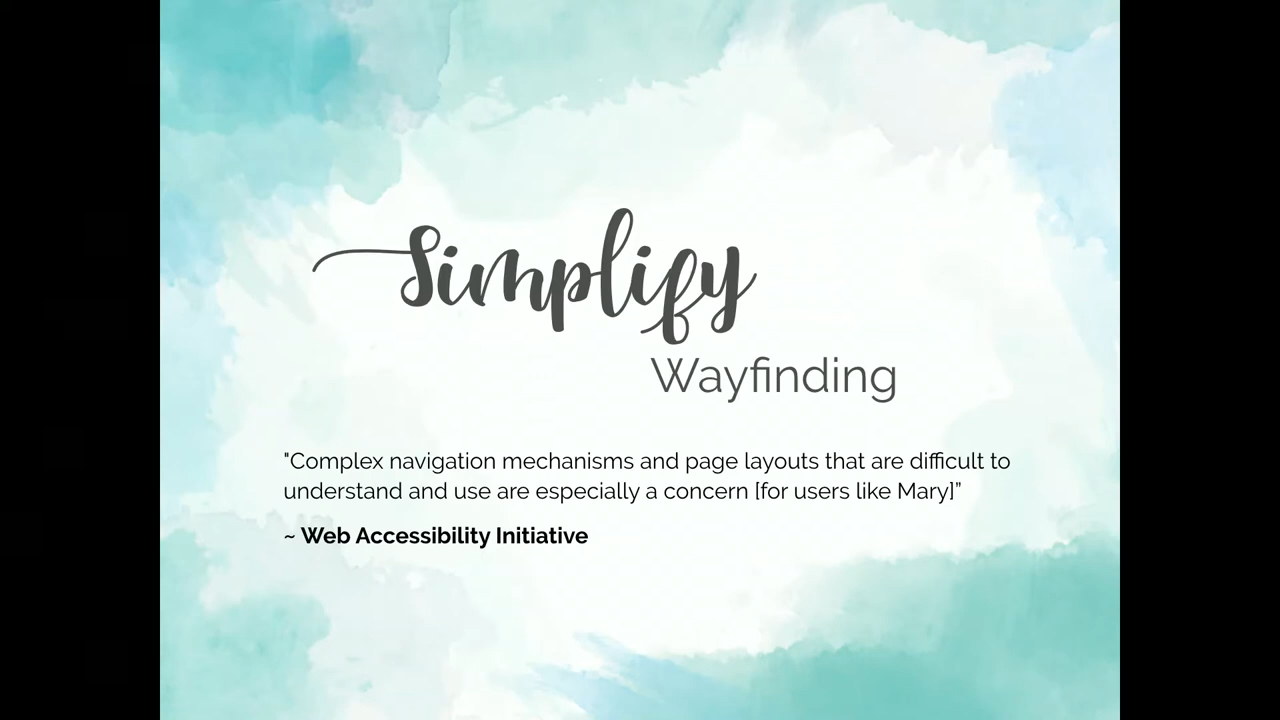 Simplify
Wayfinding
"Complex navigation mechanisms and page layouts that are difficult to
understand and use are especially a concern [for users like Mary]”
~ Web Accessibility Initiative